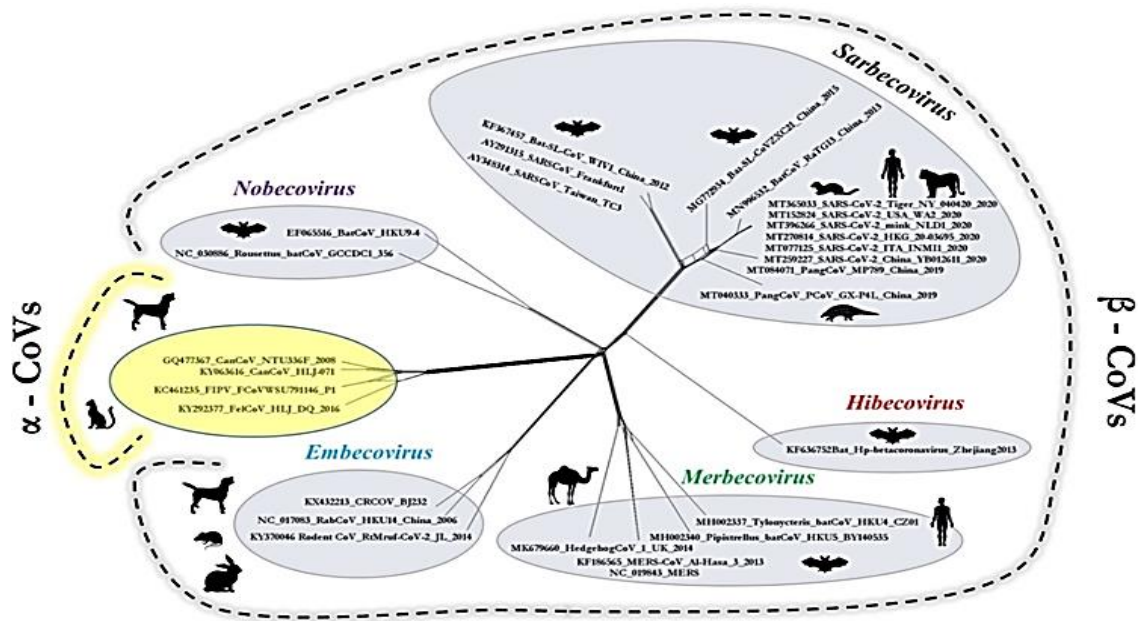 Sarbecovirus
KF367457_Bat-SL-CoV_WIV1_China_2012
AY291315_SARSCoV_Frankfurt1
AY348314_SARSCoV_Taiwan_TC3
MG772934_Bat-SL-CoVZXC21_China_2015
MN996532_BatCoV_RaTG13_China_2013
MT365033_SARS-CoV-2_Tiger_NY_040420_2020
MT152824_SARS-CoV-2_USA_WA2_2020
MT396266_SARS-CoV-2_mink_NLD1_2020
MT270814_SARS-CoV-2_HKG_20-03695_2020
MT077125_SARS-CoV-2_ITA_INMI1_2020
MT259227_SARS-CoV-2_China_YB012611_2020
MT084071_PangCoV_MP789_China_2019
MT040333_PangCoV_PCoV_GX-P4L_China_2019
Nobecovirus
EF065516_BatCoV_HKU9-4
NC_030886_Rousettus_batCoV_GCCDC1_356
α - CoVs
GQ477367_CanCoV_NTU336F_2008
KY063616_CanCoV_HLJ-071
KC461235_FIPV_FCoVWSU791146_P1
KY292377_FelCoV_HLJ_DQ_2016
β - CoVs
Hibecovirus
KF636752Bat_Hp-betacoronavirus_Zhejiang2013
Embecovirus
KX432213_CRCOV_BJ232
NC_017083_RabCoV_HKU14_China_2006
KY370046 Rodent CoV_RtMruf-CoV-2_JL_2014
Merbecovirus
MH002337_Tylonycteris_batCoV_HKU4_CZ01
MH002340_Pipistrellus_batCoV_HKU5_BY140535
MK679660_HedgehogCoV_1_UK_2014
KF186565_MERS-CoV_Al-Hasa_3_2013
NC_019843_MERS